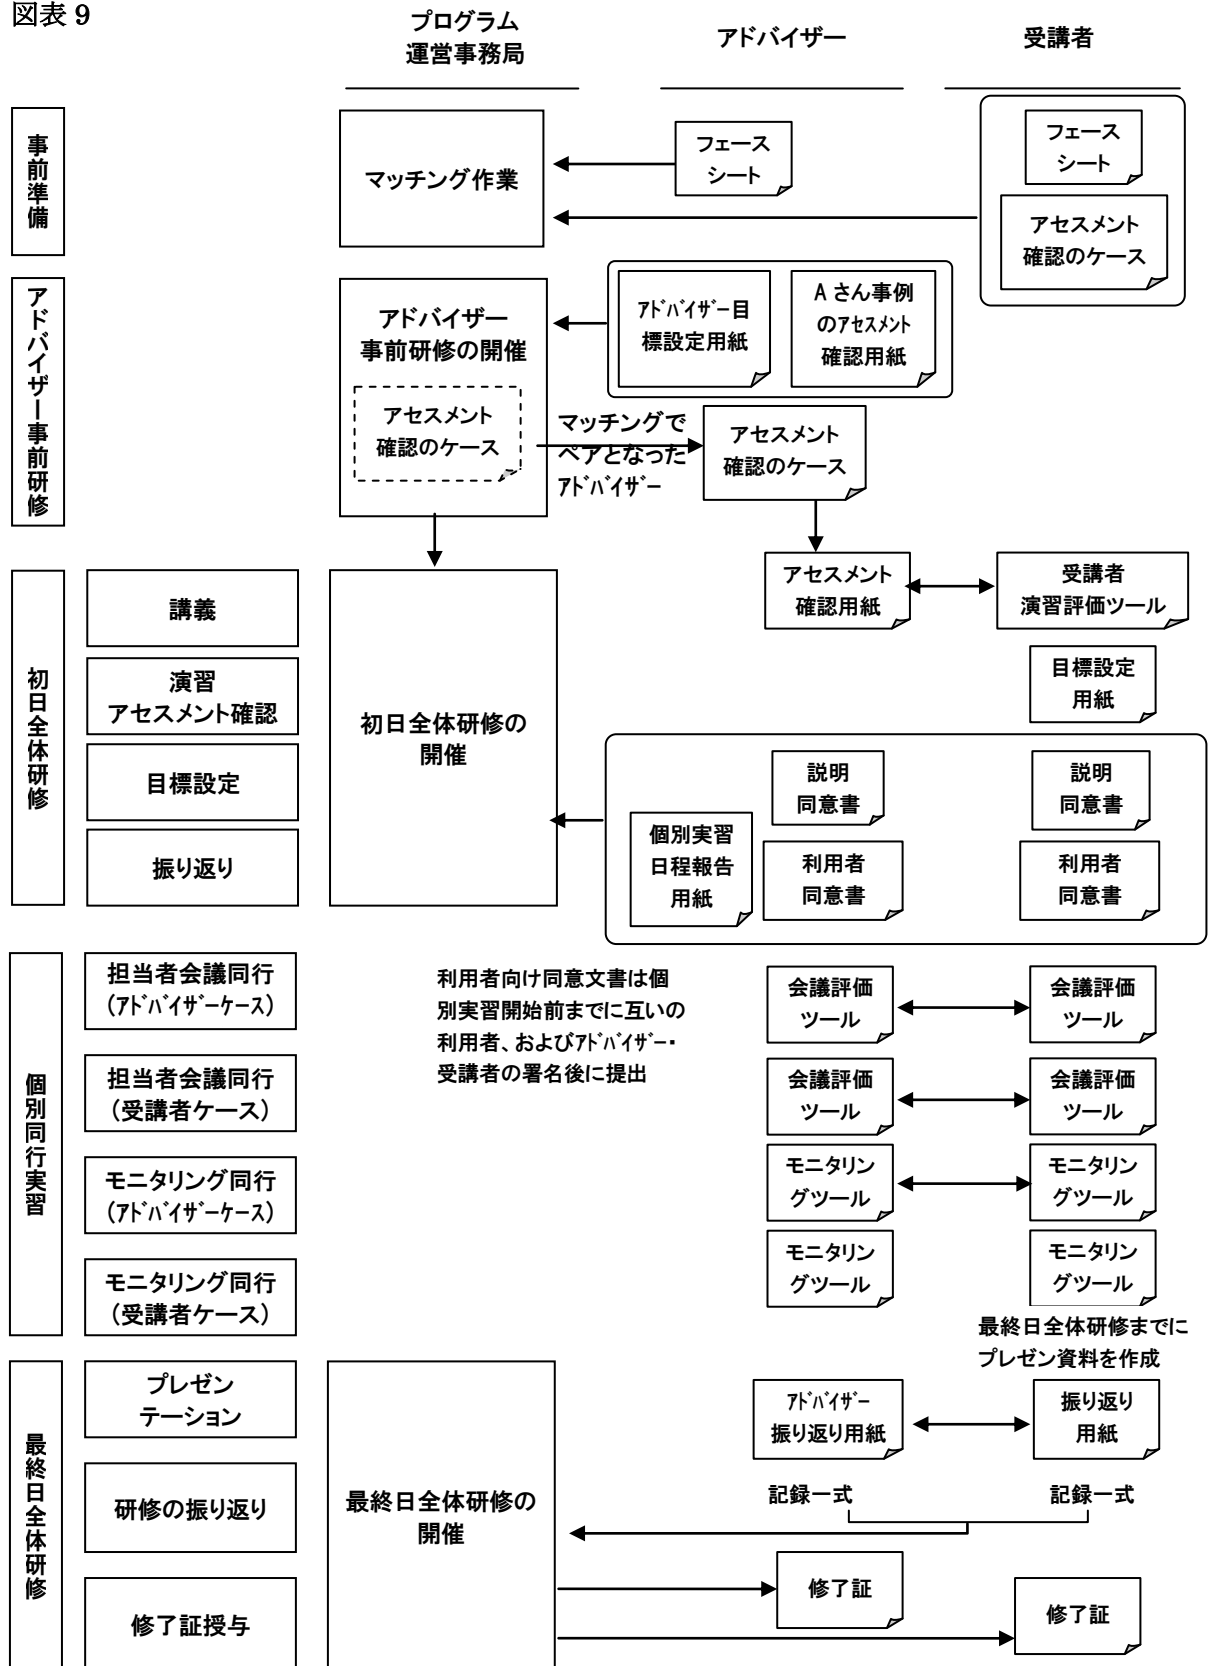 図表 9
プログラム
運営事務局
アドバイザー
受講者
事前準備
マッチング作業
フェース
シート
フェース
シート
アセスメント
確認のケース
アドバイザー事前研修
アドバイザー
事前研修の開催
アセスメント
確認のケース
ｱﾄﾞﾊﾞｲｻﾞｰ目
標設定用紙
A さん事例
のｱｾｽﾒﾝﾄ
確認用紙
マッチングで
ペアとなった
ｱﾄﾞﾊﾞｲｻﾞｰ
アセスメント
確認のケース
初日全体研修
講義
演習
アセスメント確認
目標設定
振り返り
初日全体研修の
開催
アセスメント
確認用紙
受講者
演習評価ツール
目標設定
用紙
個別実習
日程報告
用紙
説明
同意書
利用者
同意書
説明
同意書
利用者
同意書
個別同行実習
担当者会議同行
（ｱﾄﾞﾊﾞｲｻﾞｰケース）
担当者会議同行
（受講者ケース）
モニタリング同行
（ｱﾄﾞﾊﾞｲｻﾞｰケース）
モニタリング同行
（受講者ケース）
利用者向け同意文書は個
別実習開始前までに互いの
利用者、およびｱﾄﾞﾊﾞｲｻﾞｰ・
受講者の署名後に提出
会議評価
ツール
会議評価
ツール
会議評価
ツール
会議評価
ツール
モニタリン
グツール
モニタリン
グツール
モニタリン
グツール
モニタリン
グツール
最終日全体研修までに
プレゼン資料を作成
最終日全体研修
プレゼン
テーション
研修の振り返り
修了証授与
最終日全体研修の
開催
ｱﾄﾞﾊﾞｲｻﾞｰ
振り返り用紙
振り返り
用紙
記録一式
記録一式
修了証
修了証